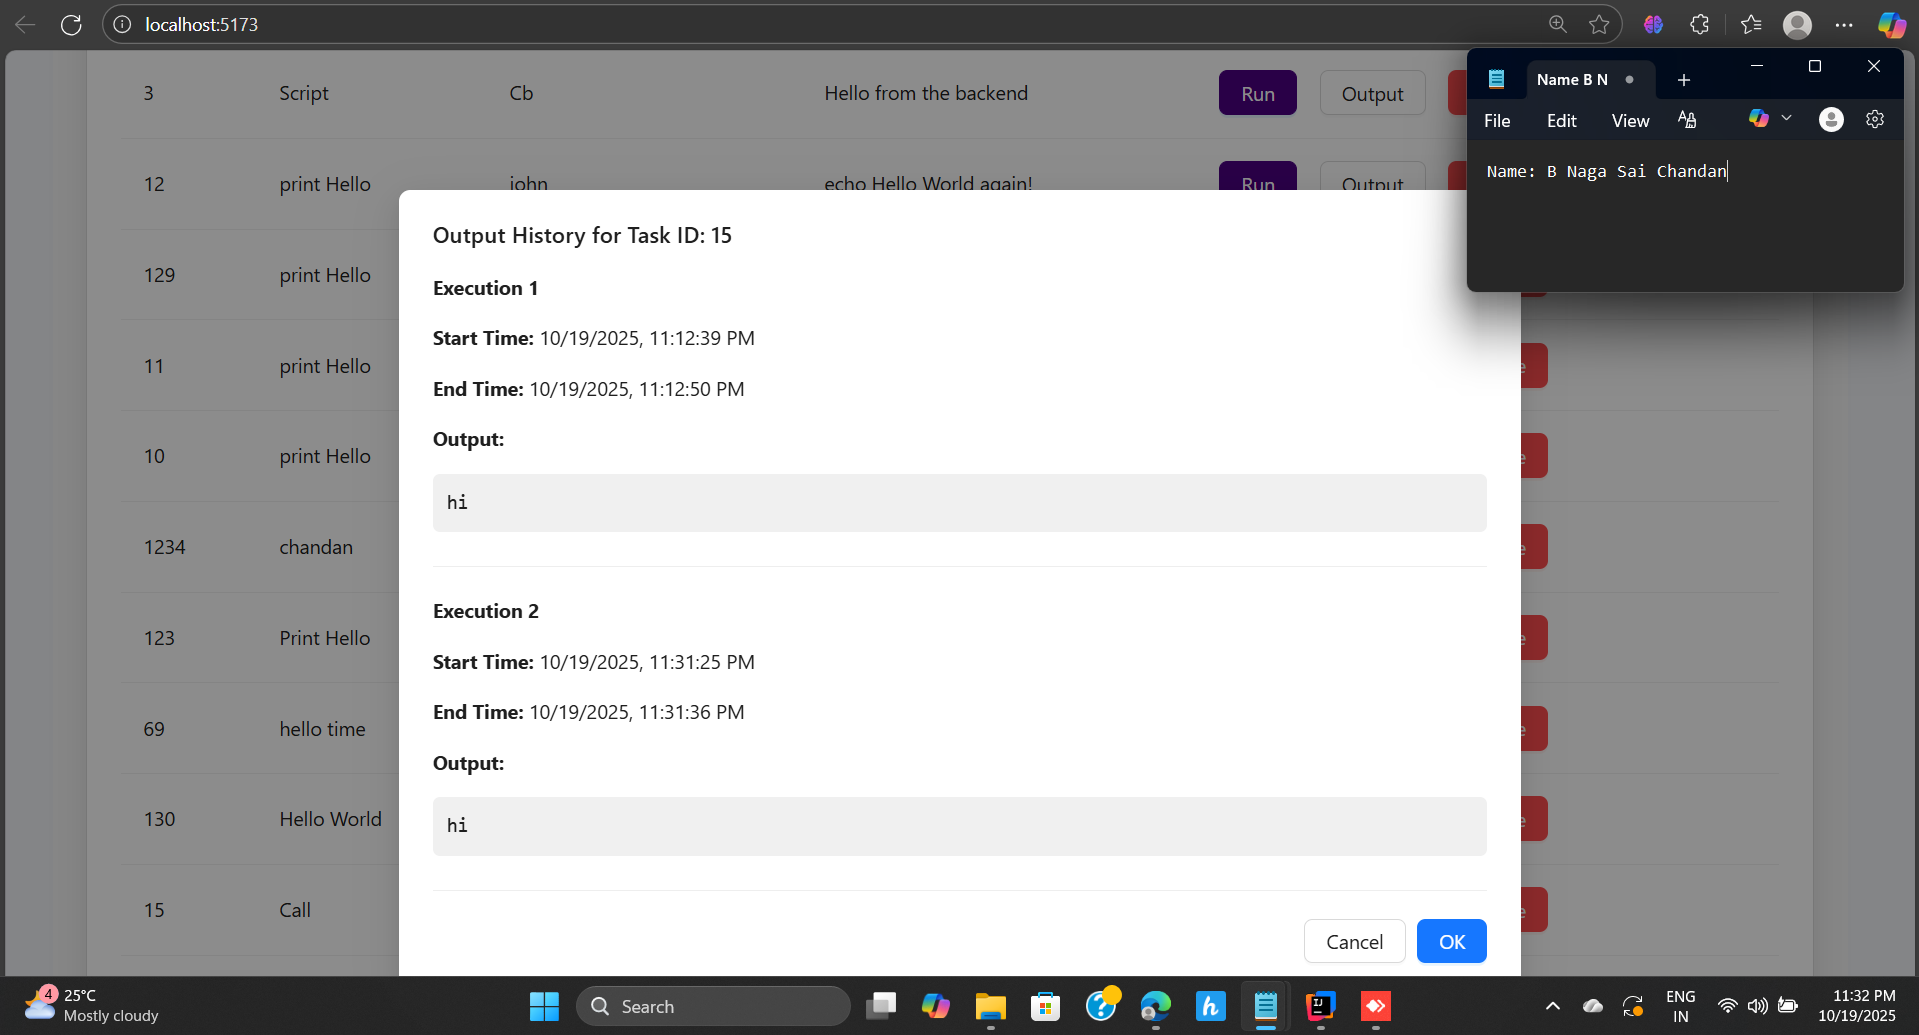 localhost:5173
3 Script Cb Hello from the backend Run Output
12 print Hello john echo Hello World again! Run Output
129 print Hello
11 print Hello
10 print Hello
1234 chandan
123 Print Hello
69 hello time
130 Hello World
15 Call
Name B N
File Edit View
Name: B Naga Sai Chandan
Output History for Task ID: 15
Execution 1
Start Time: 10/19/2025, 11:12:39 PM
End Time: 10/19/2025, 11:12:50 PM
Output:
hi
Execution 2
Start Time: 10/19/2025, 11:31:25 PM
End Time: 10/19/2025, 11:31:36 PM
Output:
hi
Cancel OK
4
25°C
Mostly cloudy
Search
ENG
IN
11:32 PM
10/19/2025